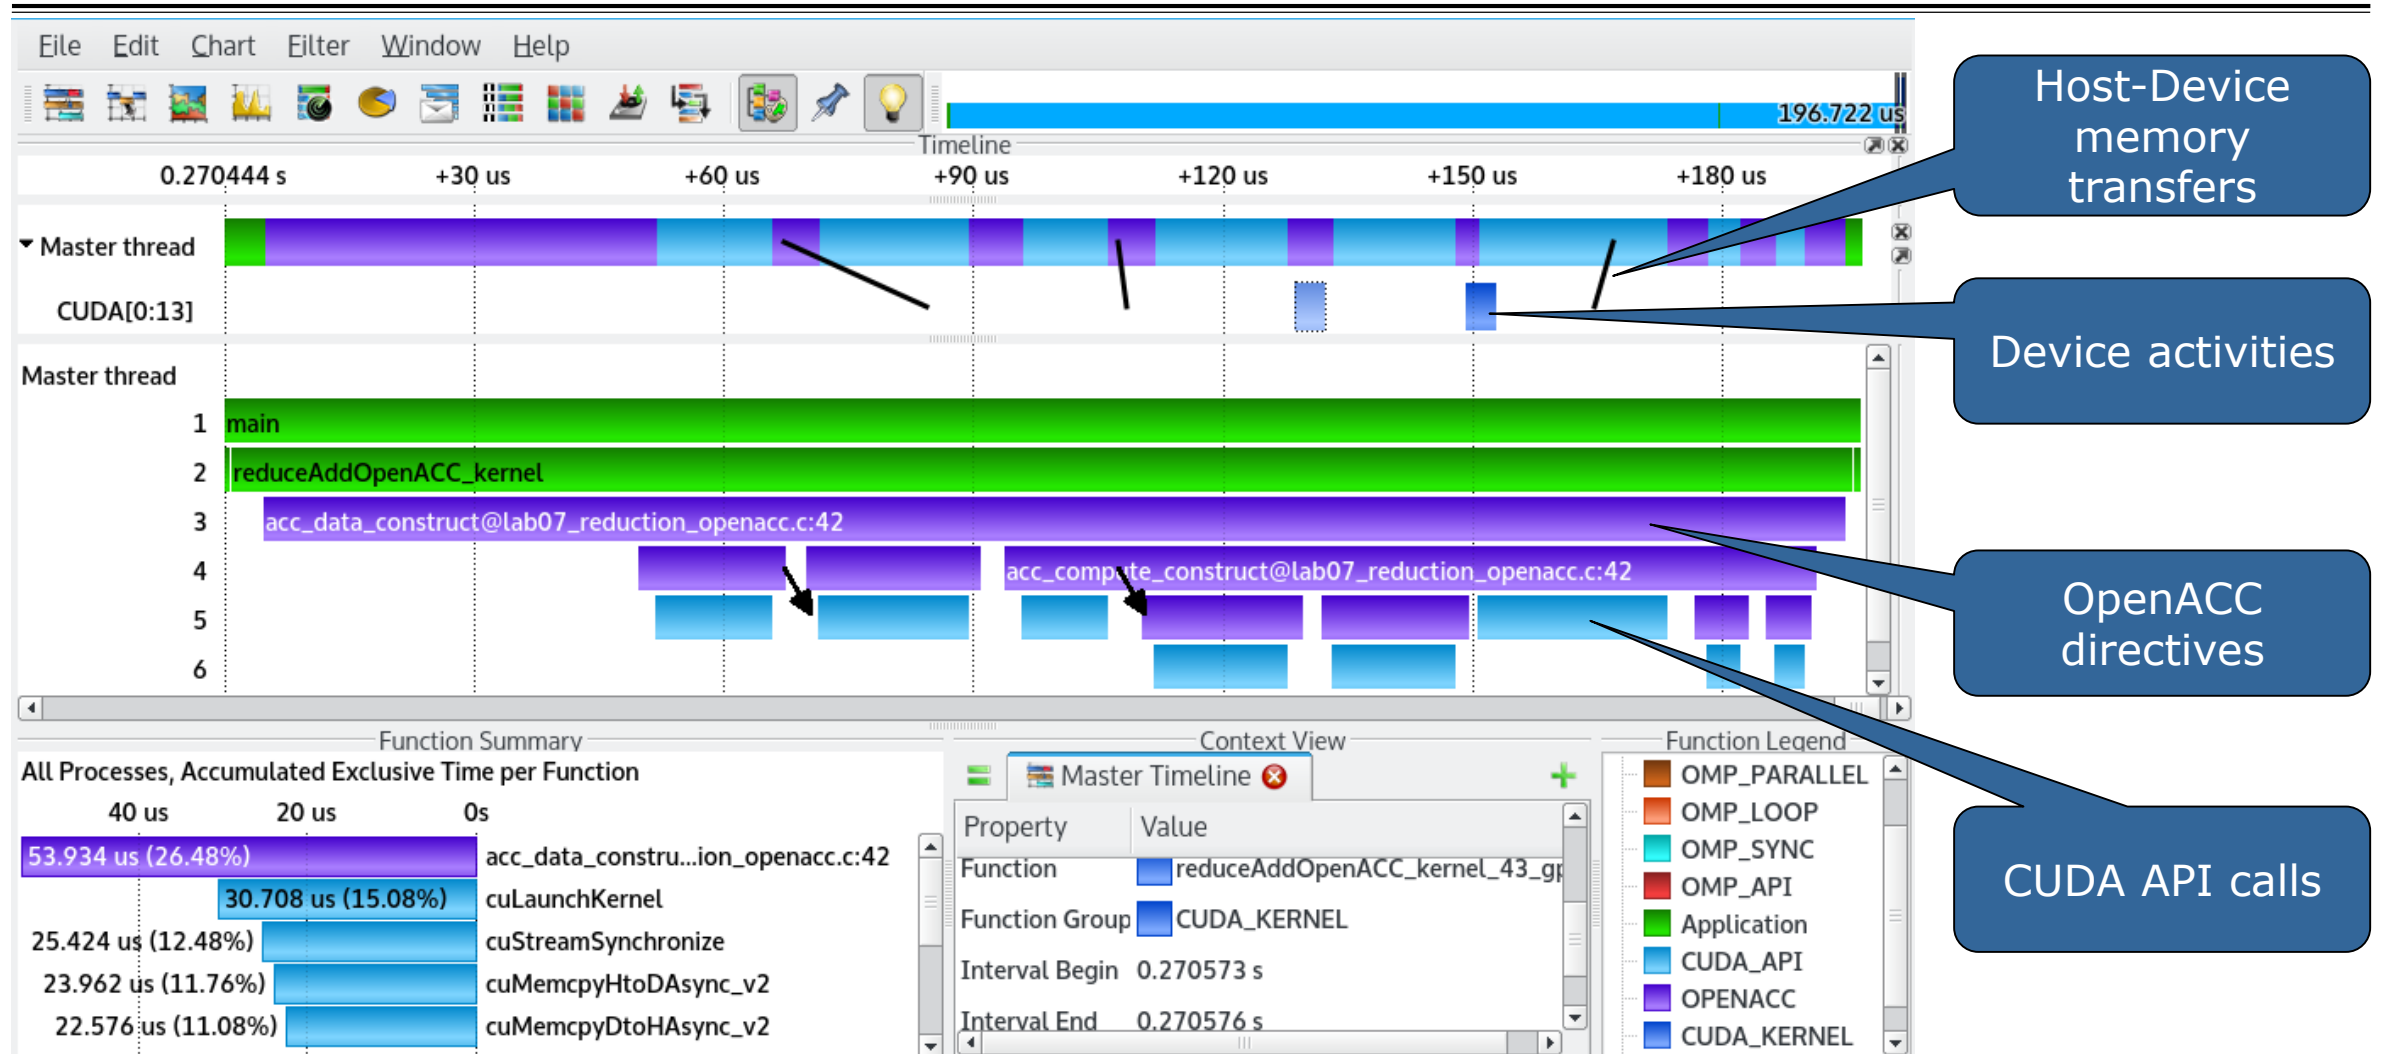 File Edit Chart Filter Window Help
196.722 us
Timeline
0.270444 s +30 us +60 us +90 us +120 us +150 us +180 us
Master thread
CUDA[0:13]
Master thread
1 main
2 reduceAddOpenACC_kernel
3 acc_data_construct@lab07_reduction_openacc.c:42
4 acc_compute_construct@lab07_reduction_openacc.c:42
5
6
Host-Device
memory
transfers
Device activities
OpenACC
directives
CUDA API calls
Function Summary
All Processes, Accumulated Exclusive Time per Function
40 us 20 us 0s
53.934 us (26.48%) acc_data_constru...ion_openacc.c:42
30.708 us (15.08%) cuLaunchKernel
25.424 us (12.48%) cuStreamSynchronize
23.962 us (11.76%) cuMemcpyHtoDAsync_v2
22.576 us (11.08%) cuMemcpyDtoHAsync_v2
Context View
Master Timeline
Property Value
Function reduceAddOpenACC_kernel_43_gp
Function Group CUDA_KERNEL
Interval Begin 0.270573 s
Interval End 0.270576 s
Function Legend
OMP_PARALLEL
OMP_LOOP
OMP_SYNC
OMP_API
Application
CUDA_API
OPENACC
CUDA_KERNEL